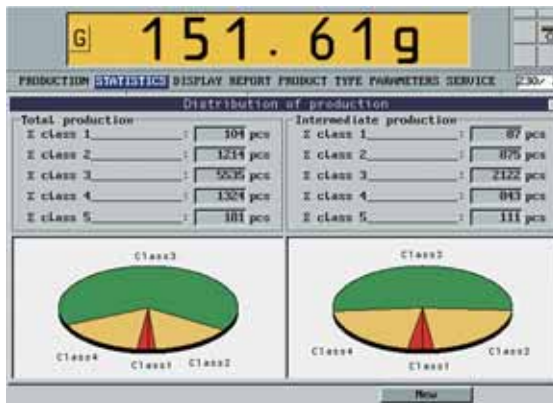 G 151.61g
PRODUCTION STATISTICS DISPLAY REPORT PRODUCT TYPE PARAMETERS SERVICE
Distribution of production
Total production
Σ class 1 : 104 pcs
Σ class 2 : 1214 pcs
Σ class 3 : 5535 pcs
Σ class 4 : 1324 pcs
Σ class 5 : 181 pcs
Intermediate production
Σ class 1 : 87 pcs
Σ class 2 : 875 pcs
Σ class 3 : 2122 pcs
Σ class 4 : 843 pcs
Σ class 5 : 111 pcs
Class3
Class4
Class1
Class2
Class3
Class4
Class1
Class2
New